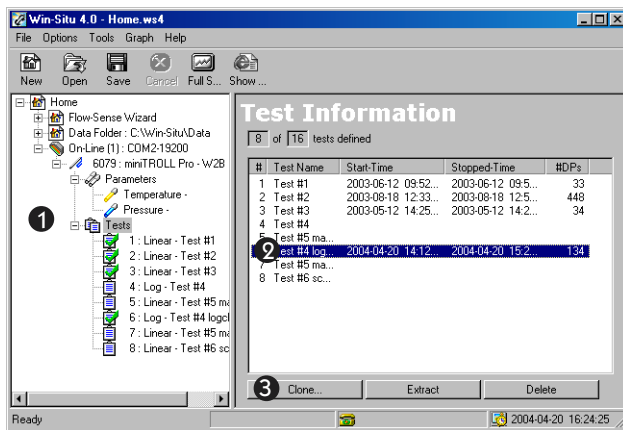 Win-Situ 4.0 - Home.ws4
File Options Tools Graph Help
New Open Save Cancel Full S... Show ...
Home
Flow-Sense Wizard
Data Folder : C:\Win-Situ\Data
On-Line (1) : COM2-19200
6079 : miniTROLL Pro - W2B
Parameters
Temperature -
Pressure -
1 Tests
1 : Linear - Test #1
2 : Linear - Test #2
3 : Linear - Test #3
4 : Log - Test #4
5 : Linear - Test #5 ma
6 : Log - Test #4 logcl
7 : Linear - Test #5 ma
8 : Linear - Test #6 sc
Test Information
8 of 16 tests defined
# Test Name Start-Time Stopped-Time #DPs
1 Test #1 2003-06-12 09:52... 2003-06-12 09:5... 33
2 Test #2 2003-08-18 12:33... 2003-08-18 12:5... 448
3 Test #3 2003-05-12 14:25... 2003-05-12 14:2... 34
4 Test #4
5 Test #5 ma...
2 Test #4 log... 2004-04-20 14:12... 2004-04-20 15:2... 134
7 Test #5 ma...
8 Test #6 sc...
3 Clone... Extract Delete
Ready 2004-04-20 16:24:25